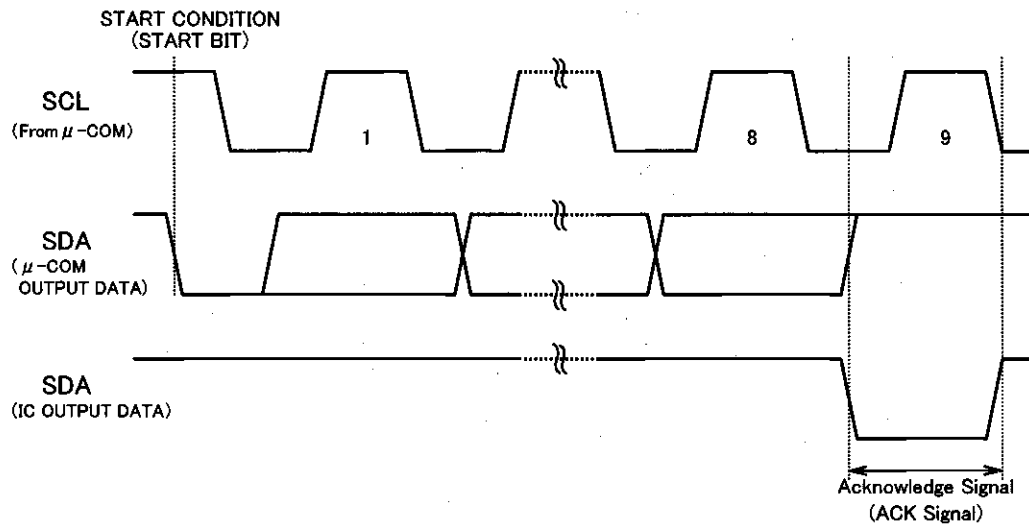 START CONDITION
(START BIT)
SCL
(From μ-COM)
1
8
9
SDA
(μ-COM
OUTPUT DATA)
SDA
(IC OUTPUT DATA)
Acknowledge Signal
(ACK Signal)